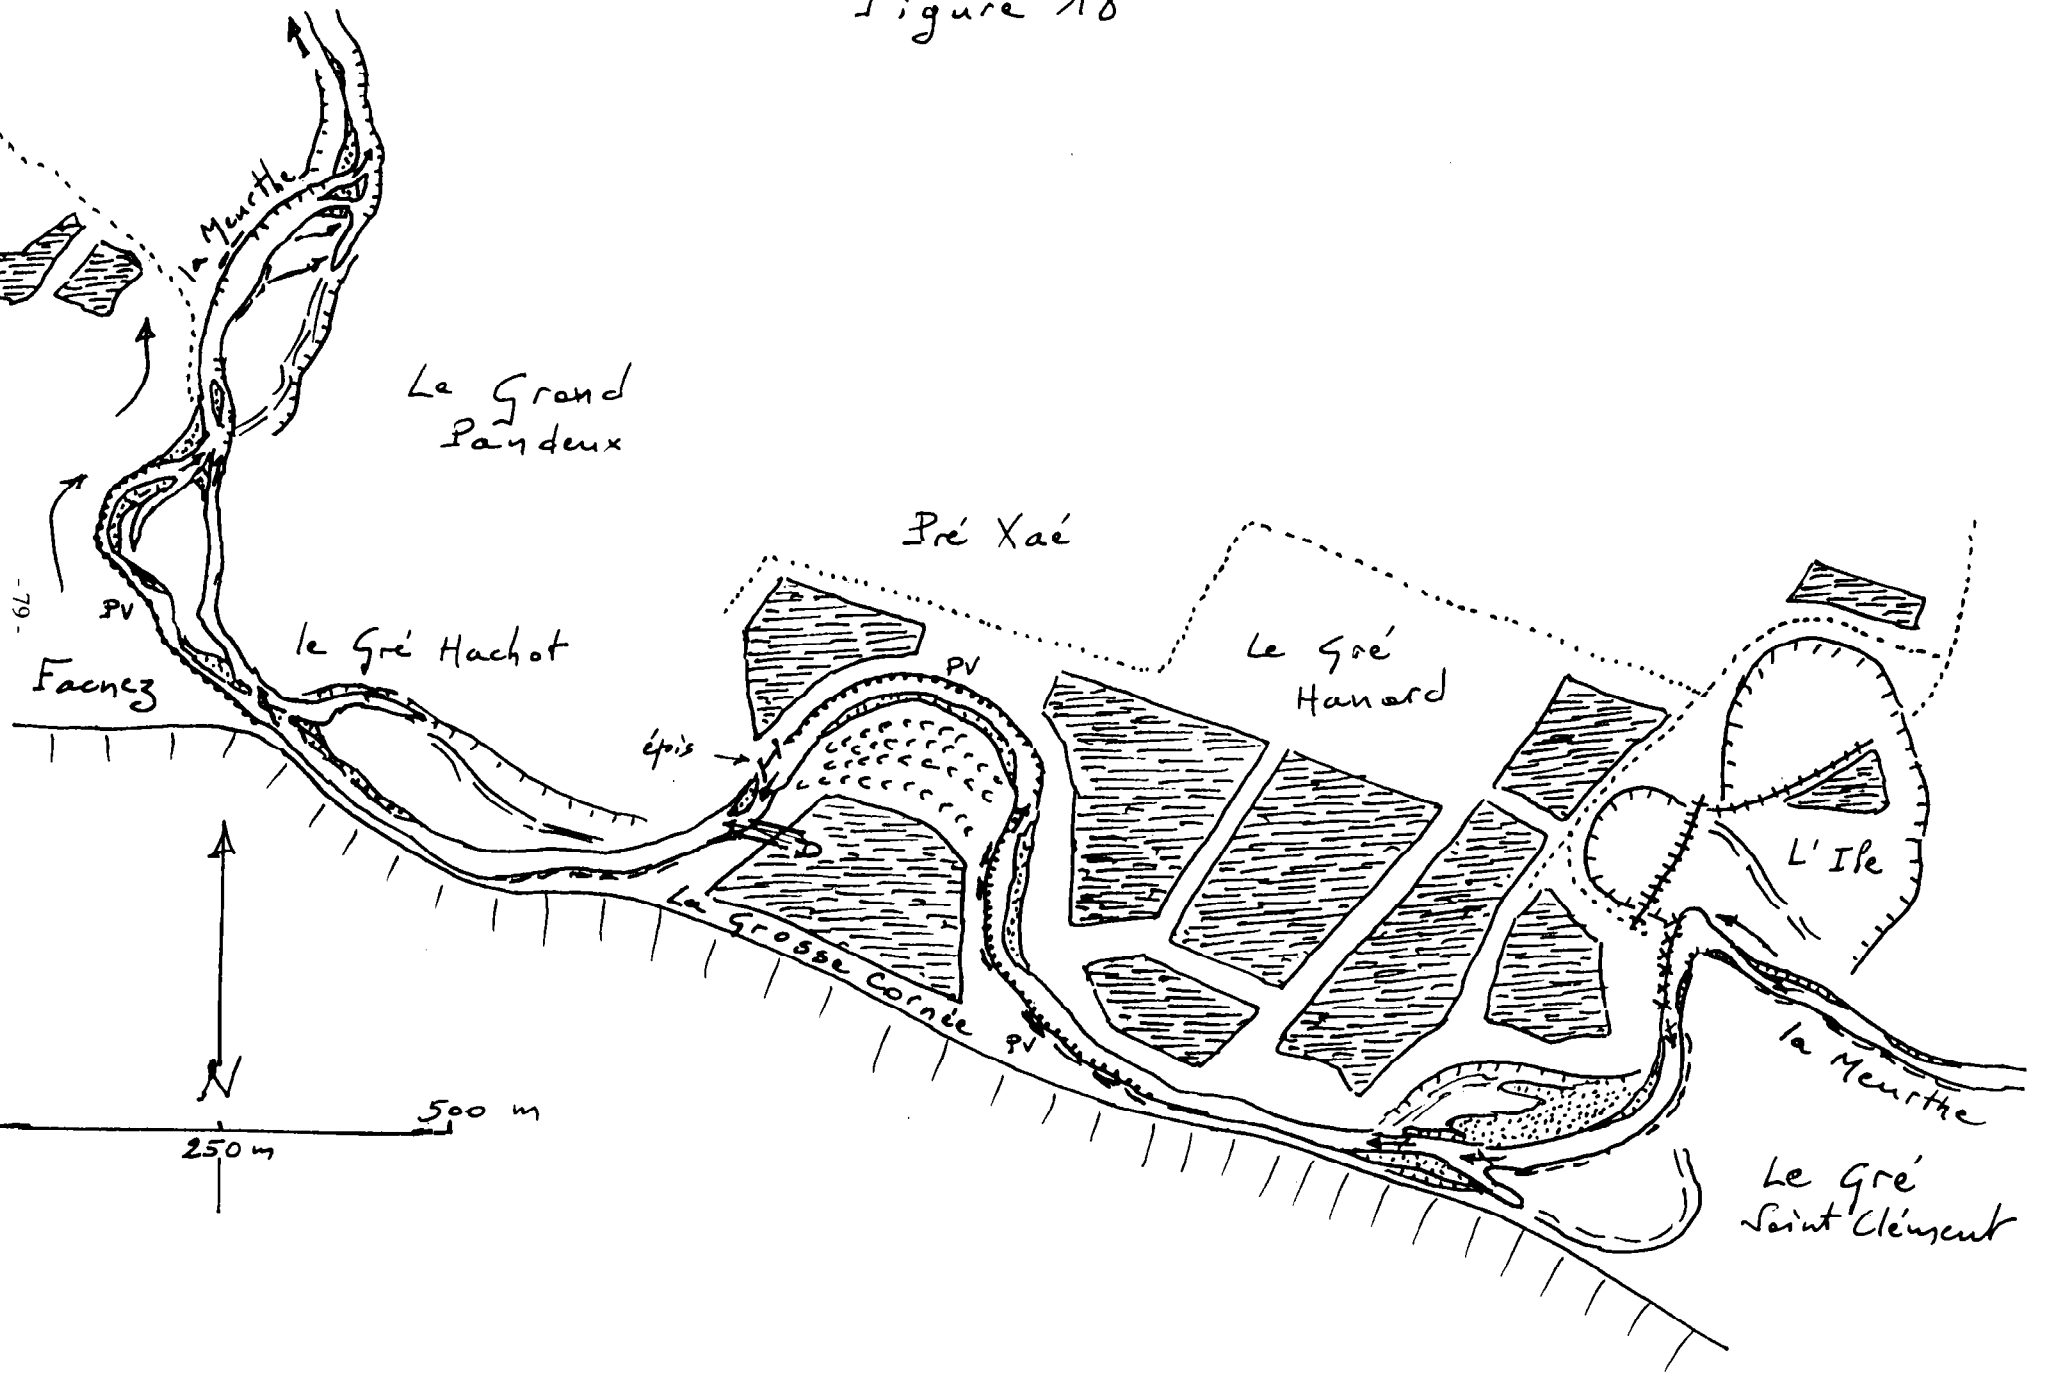 Figure 18
la Meurthe
Le Grand
Pandeux
Pré Xaé
- 79 -
PV
le Gré Hachot
Le Gré
Hanard
PV
Facnez
épis
L'Ile
La Grosse Cornée
PV
la Meurthe
N
500 m
250 m
Le Gré
Saint Clément